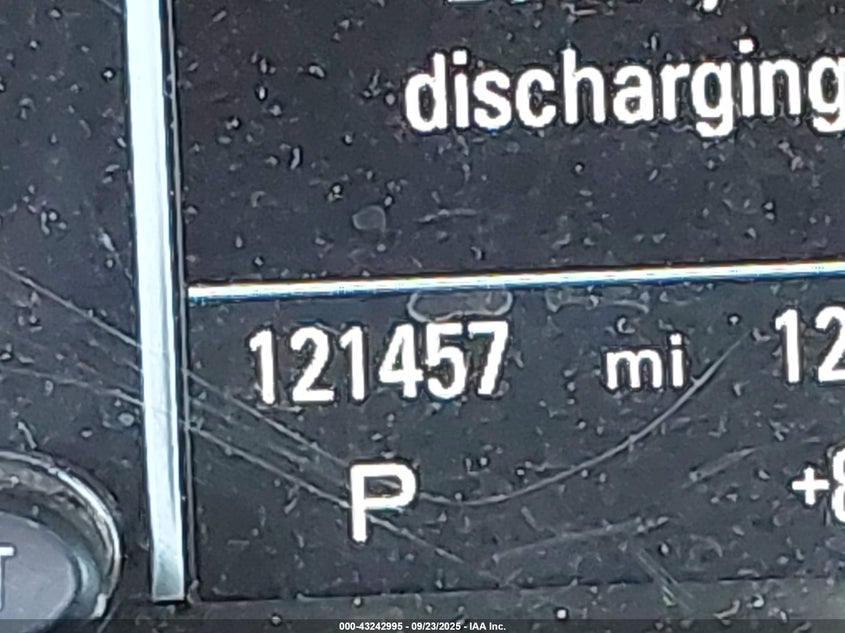 discharging
121457 mi 12
P +8
T
000-43242995 - 09/23/2025 - IAA Inc.